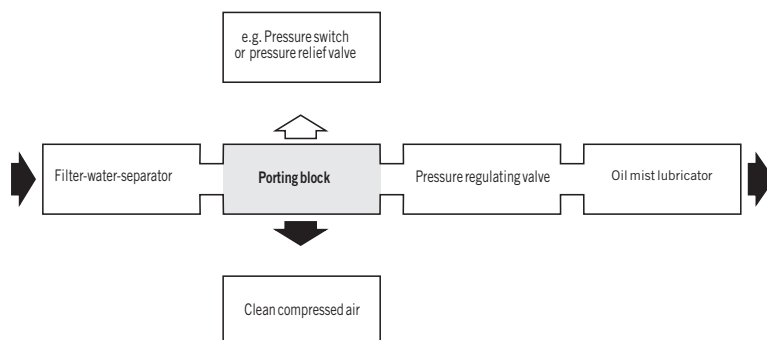 e.g. Pressure switch
or pressure relief valve
Filter-water-separator
Porting block
Pressure regulating valve
Oil mist lubricator
Clean compressed air